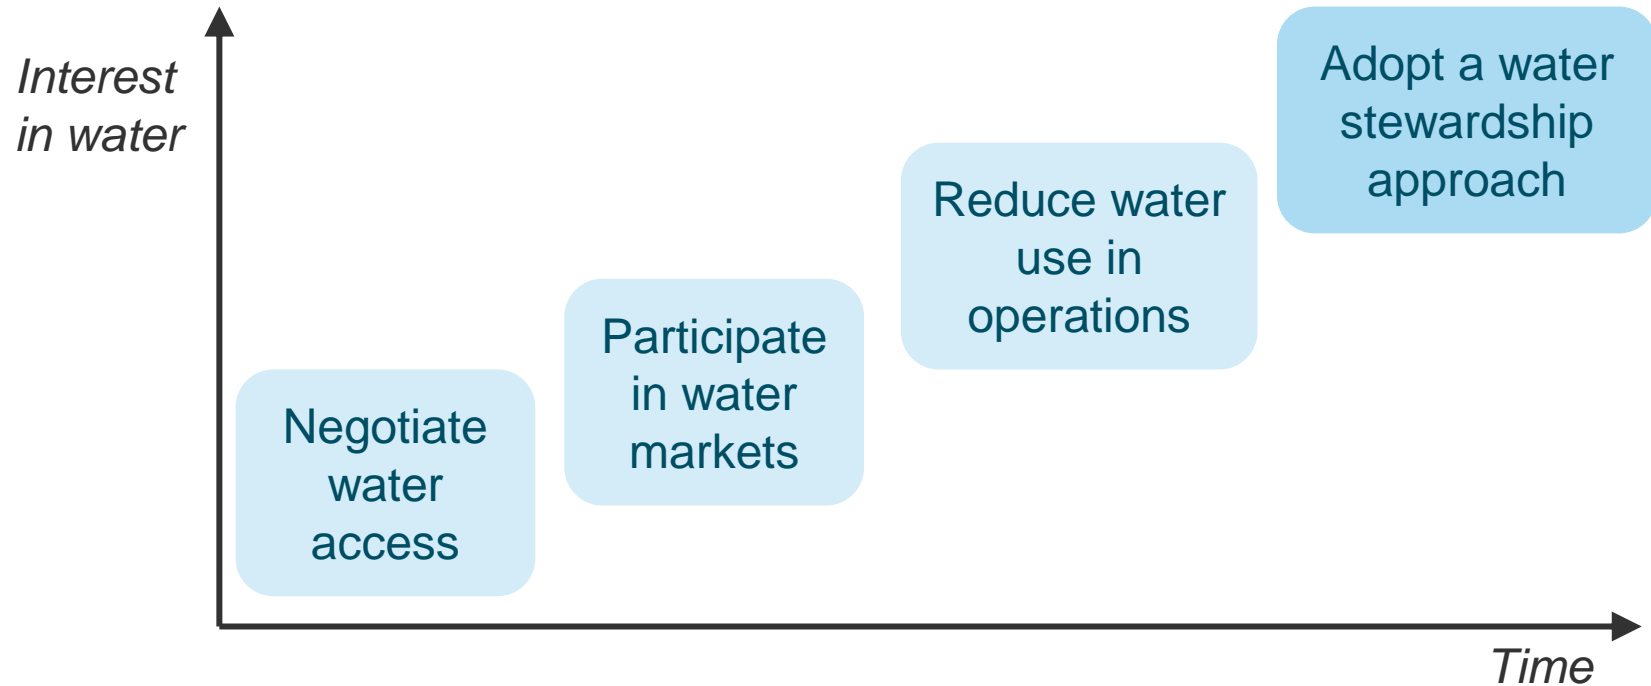 Interest
in water
Negotiate
water
access
Participate
in water
markets
Reduce water
use in
operations
Adopt a water
stewardship
approach
Time